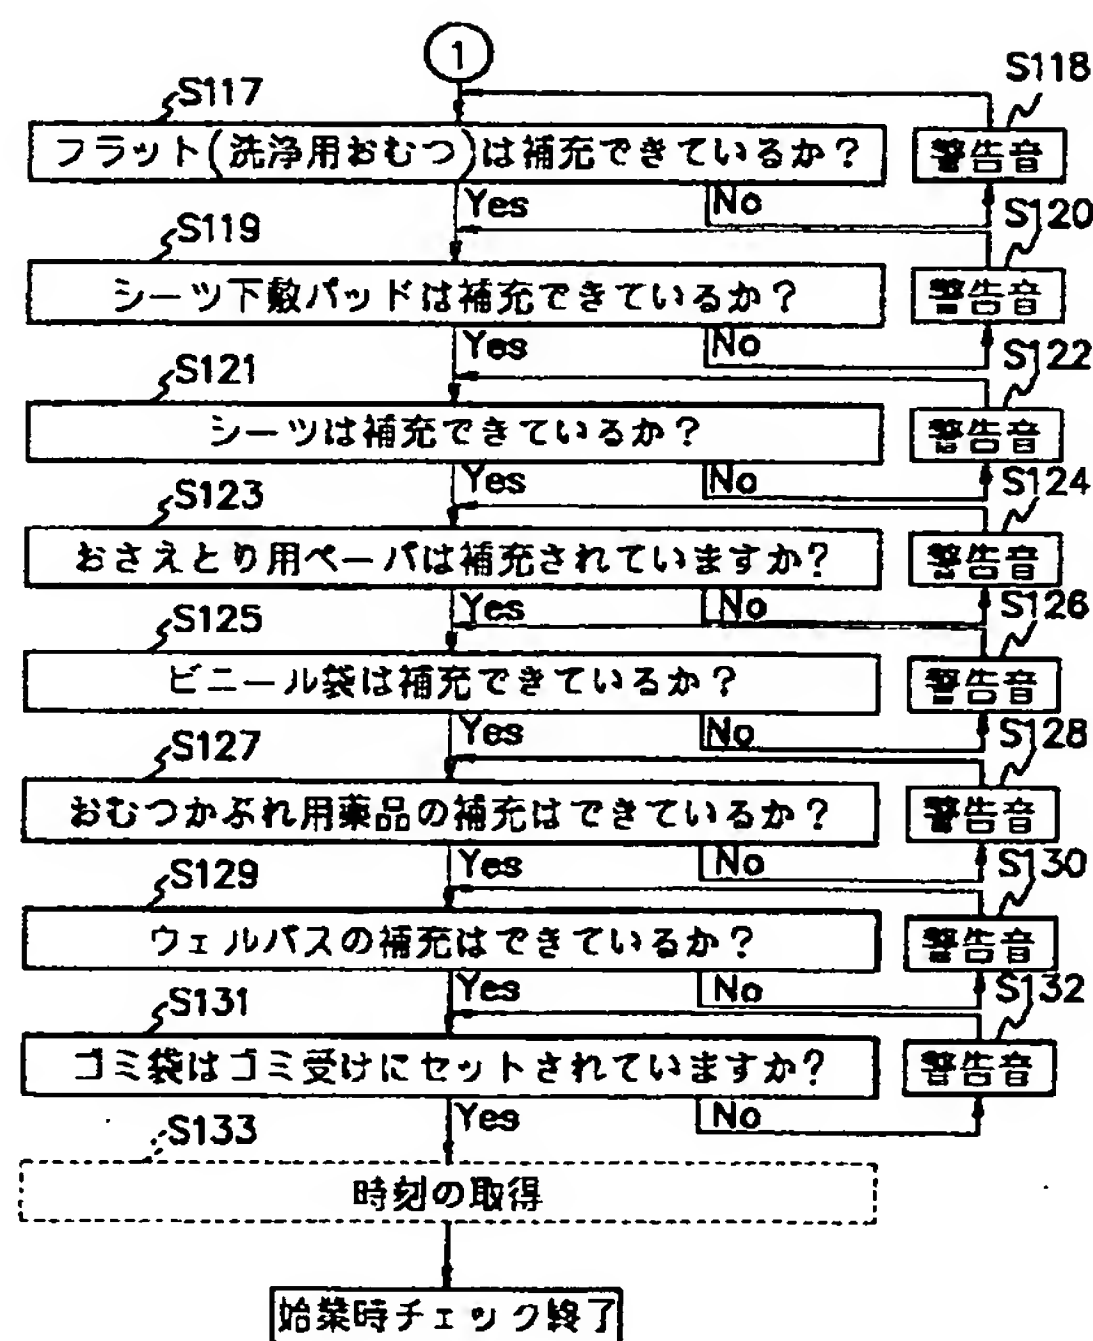 1
S117
S118
フラット(洗浄用おむつ)は補充できているか?
警告音
Yes
No
S119
S120
シーツ下敷パッドは補充できているか?
警告音
Yes
No
S121
S122
シーツは補充できているか?
警告音
Yes
No
S123
S124
おさえとり用ペーパは補充されていますか?
警告音
Yes
No
S125
S126
ビニール袋は補充できているか?
警告音
Yes
No
S127
S128
おむつかぶれ用薬品の補充はできているか?
警告音
Yes
No
S129
S130
ウェルパスの補充はできているか?
警告音
Yes
No
S131
S132
ゴミ袋はゴミ受けにセットされていますか?
警告音
Yes
No
S133
時刻の取得
始業時チェック終了